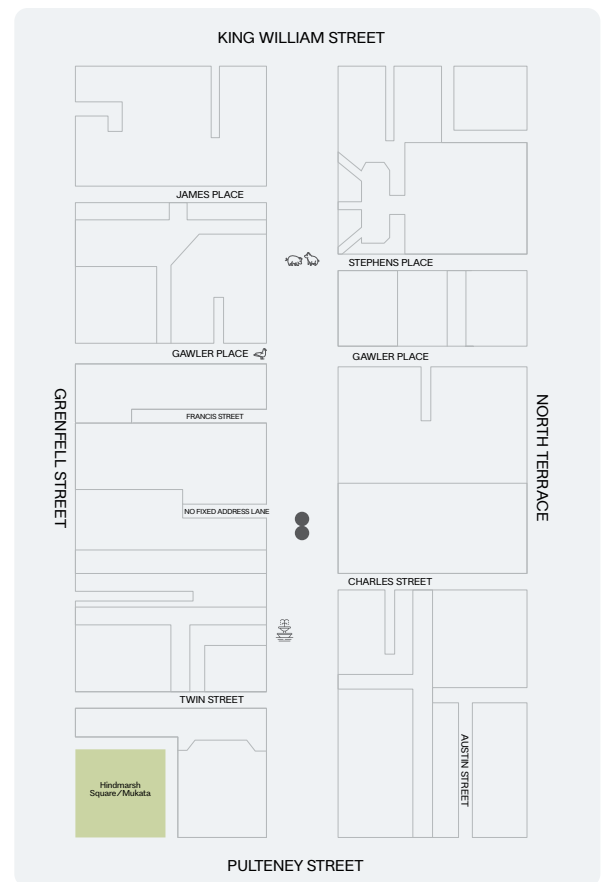 KING WILLIAM STREET
JAMES PLACE
STEPHENS PLACE
GAWLER PLACE
GAWLER PLACE
GRENFELL STREET
NORTH TERRACE
FRANCIS STREET
NO FIXED ADDRESS LANE
CHARLES STREET
TWIN STREET
AUSTIN STREET
Hindmarsh
Square/Mukata
PULTENEY STREET